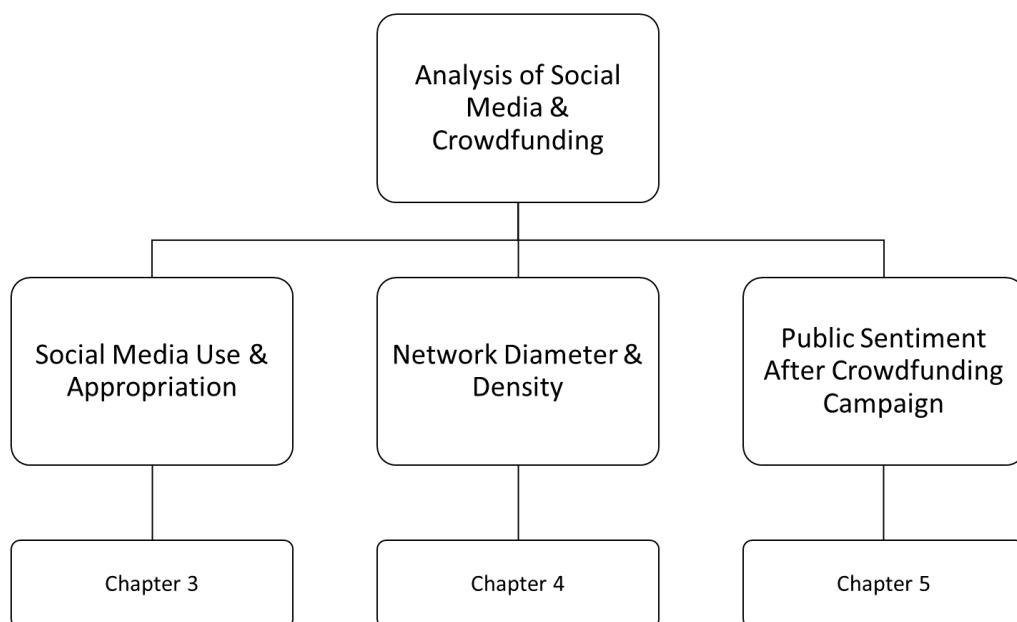 Analysis of Social
Media &
Crowdfunding
Social Media Use &
Appropriation
Network Diameter &
Density
Public Sentiment
After Crowdfunding
Campaign
Chapter 3
Chapter 4
Chapter 5